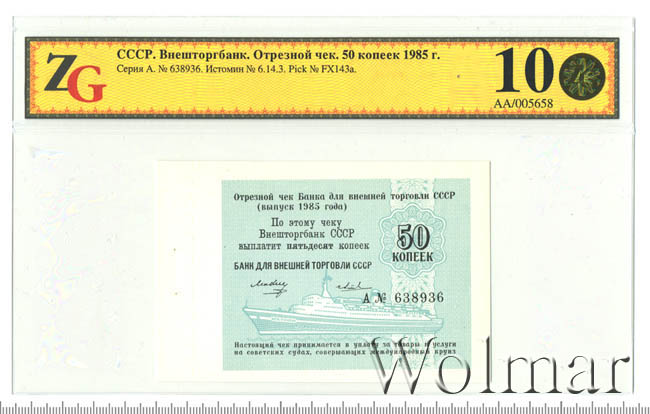 ZG
СССР. Внешторгбанк. Отрезной чек. 50 копеек 1985 г.
Серия А. № 638936. Истомин № 6.14.3. Pick № FX143a.
10
AA/005658
Отрезной чек Банка для внешней торговли СССР
(выпуск 1985 года)
По этому чеку
Внешторгбанк СССР
выплатит пятьдесят копеек
50
КОПЕЕК
БАНК ДЛЯ ВНЕШНЕЙ ТОРГОВЛИ СССР
А № 638936
Настоящий чек принимается в уплату за товары и услуги
на советских судах, совершающих международный круиз
Wolmar